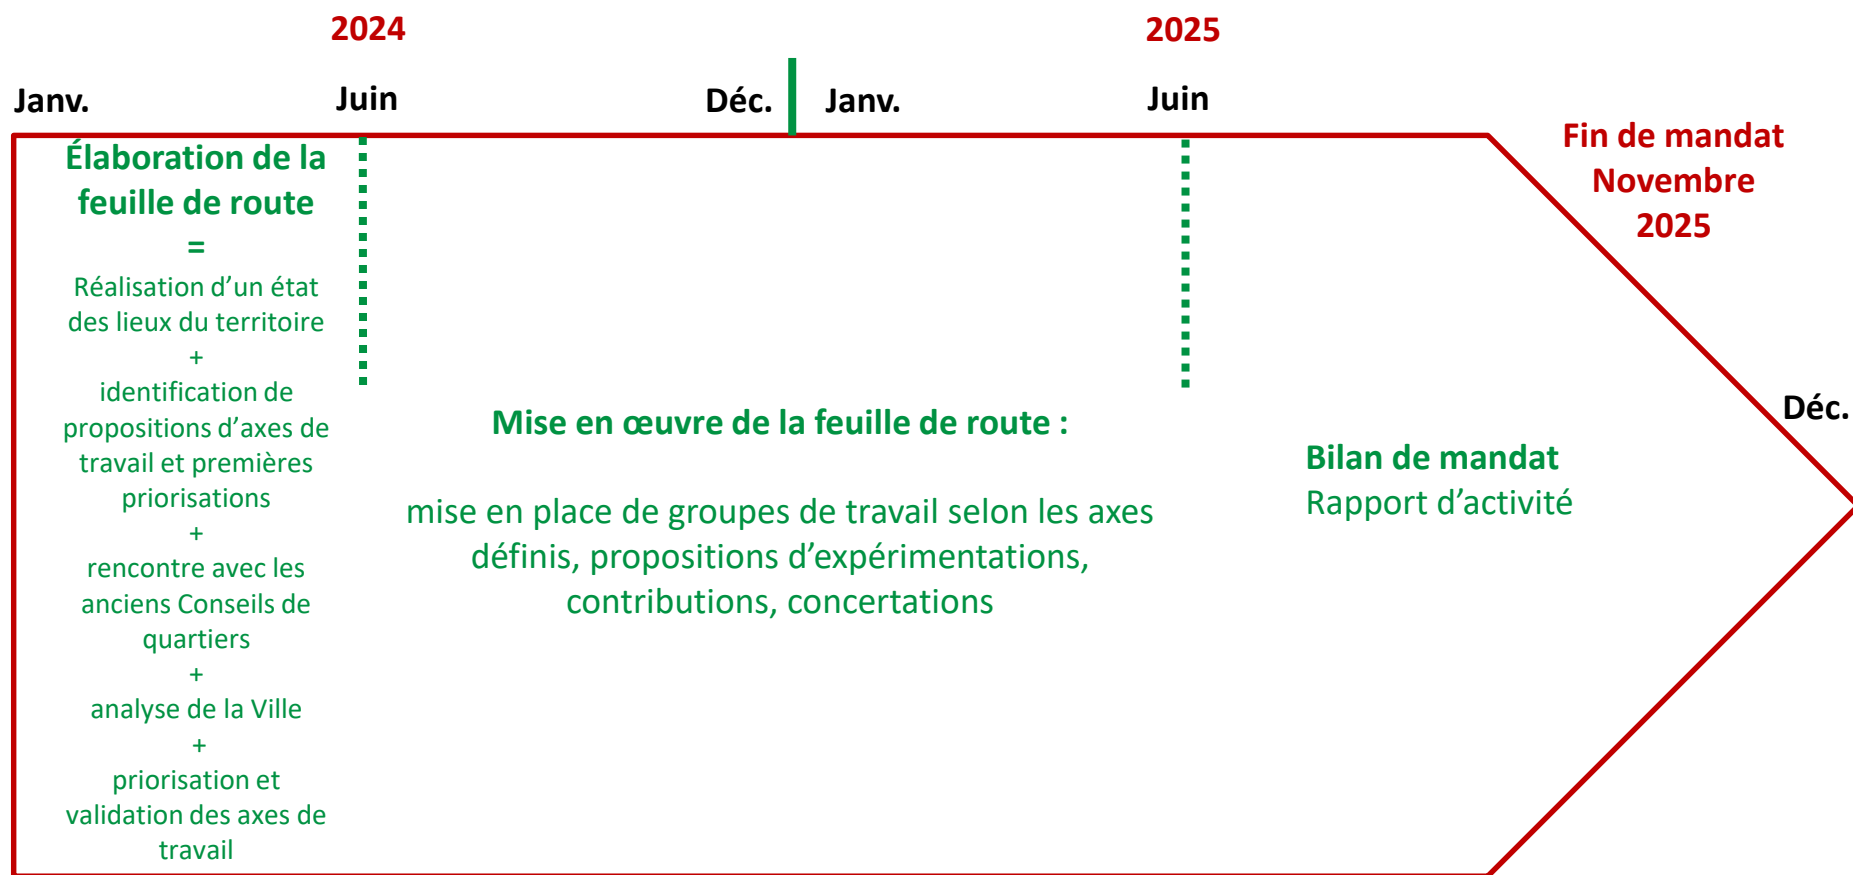 2024
2025
Janv.
Juin
Déc.
Janv.
Juin
Fin de mandat
Novembre
2025
Déc.
Élaboration de la
feuille de route
=
Réalisation d’un état
des lieux du territoire
+
identification de
propositions d’axes de
travail et premières
priorisations
+
rencontre avec les
anciens Conseils de
quartiers
+
analyse de la Ville
+
priorisation et
validation des axes de
travail
Mise en œuvre de la feuille de route :
mise en place de groupes de travail selon les axes
définis, propositions d’expérimentations,
contributions, concertations
Bilan de mandat
Rapport d’activité